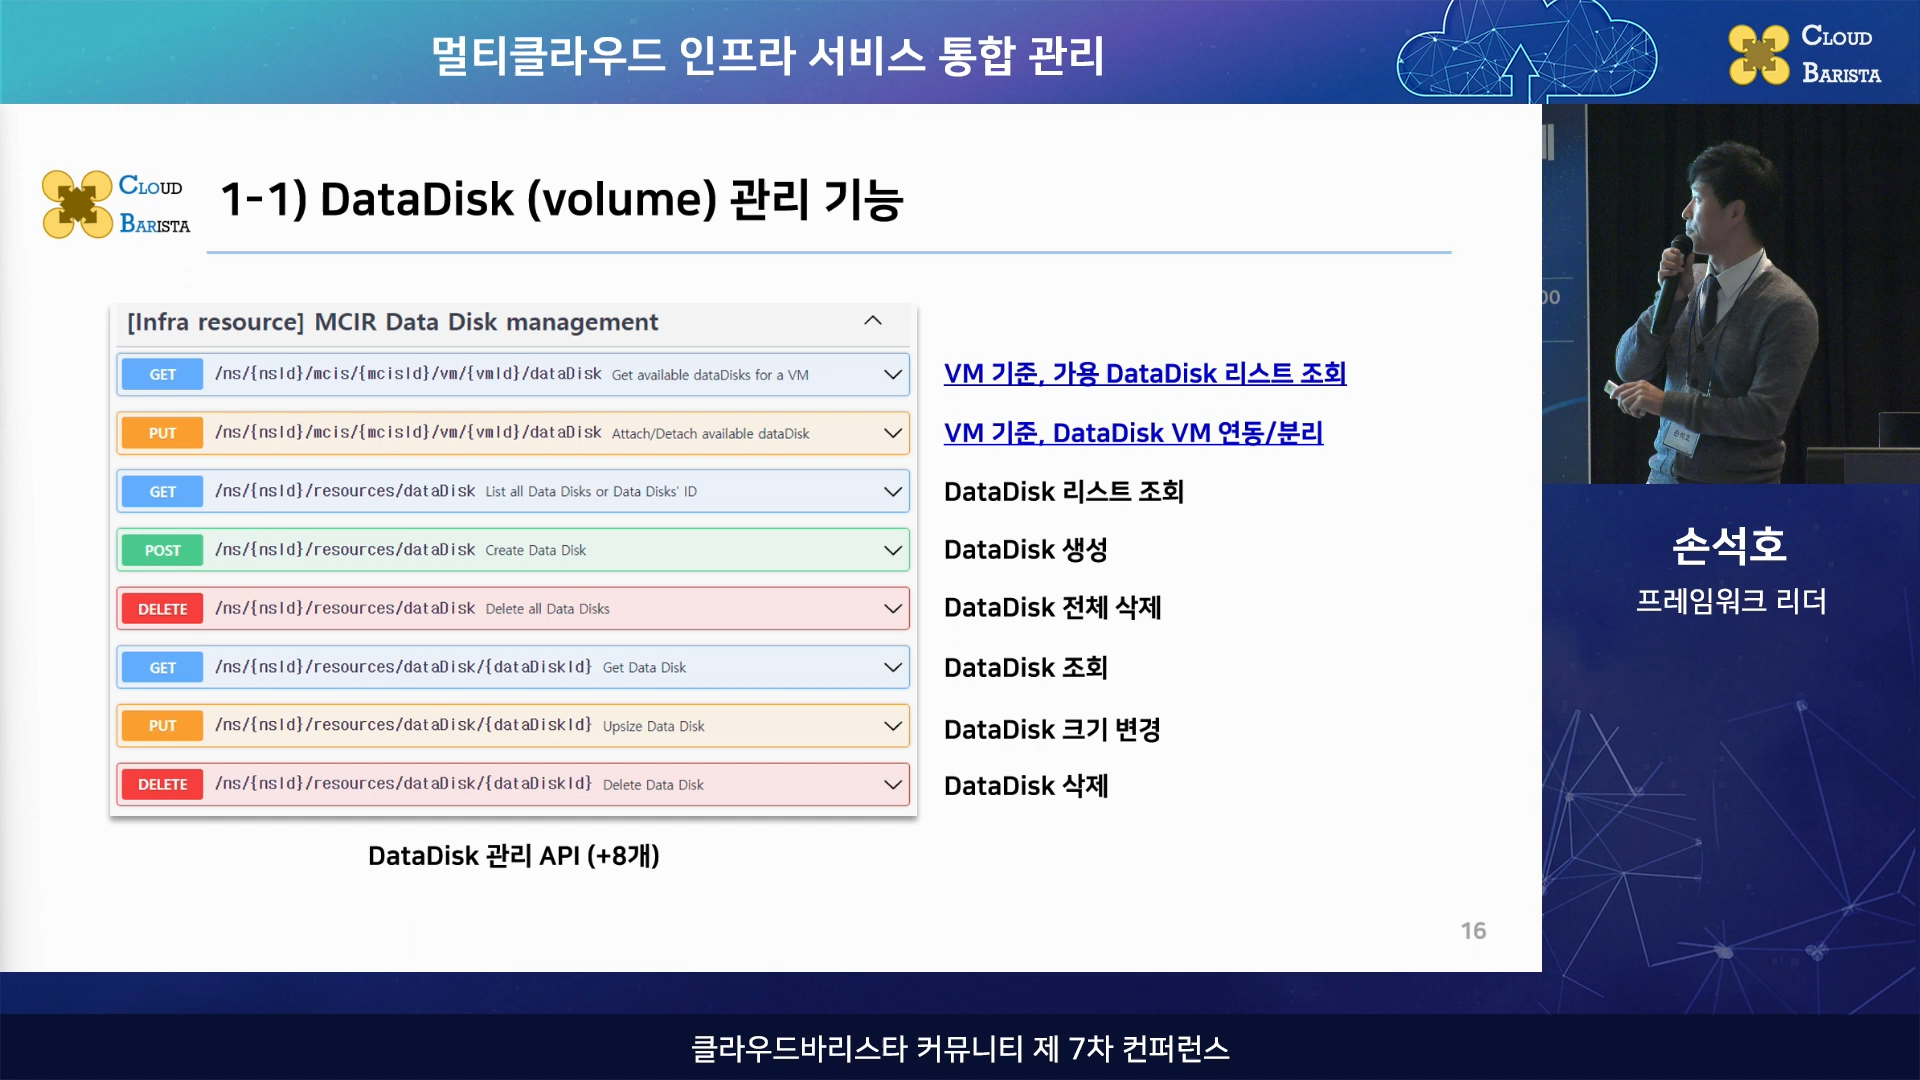 멀티클라우드 인프라 서비스 통합 관리
CLOUD
BARISTA
CLOUD
BARISTA
1-1) DataDisk (volume) 관리 기능
[Infra resource] MCIR Data Disk management
GET /ns/{nsId}/mcis/{mcisId}/vm/{vmId}/dataDisk Get available dataDisks for a VM
VM 기준, 가용 DataDisk 리스트 조회
PUT /ns/{nsId}/mcis/{mcisId}/vm/{vmId}/dataDisk Attach/Detach available dataDisk
VM 기준, DataDisk VM 연동/분리
GET /ns/{nsId}/resources/dataDisk List all Data Disks or Data Disks' ID
DataDisk 리스트 조회
POST /ns/{nsId}/resources/dataDisk Create Data Disk
DataDisk 생성
DELETE /ns/{nsId}/resources/dataDisk Delete all Data Disks
DataDisk 전체 삭제
GET /ns/{nsId}/resources/dataDisk/{dataDiskId} Get Data Disk
DataDisk 조회
PUT /ns/{nsId}/resources/dataDisk/{dataDiskId} Upsize Data Disk
DataDisk 크기 변경
DELETE /ns/{nsId}/resources/dataDisk/{dataDiskId} Delete Data Disk
DataDisk 삭제
DataDisk 관리 API (+8개)
16
손석호
손석호
프레임워크 리더
클라우드바리스타 커뮤니티 제 7차 컨퍼런스